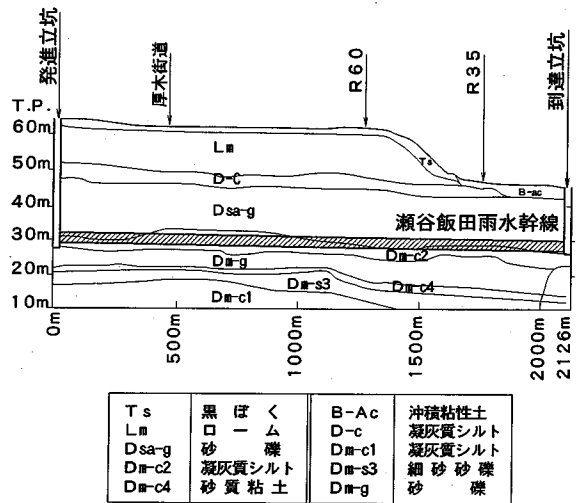 発進立坑
厚木街道
R60
R35
到達立坑
T.P.
60m
50m
40m
30m
20m
10m
Lm
Ts
D-C
B-ac
Dsa-g
瀬谷飯田雨水幹線
Dm-c2
Dm-g
Dm-s3
Dm-c4
Dm-c1
0m
500m
1000m
1500m
2000m
2126m
Ts 黒ぼく B-Ac 沖積粘性土
Lm ローム D-c 凝灰質シルト
Dsa-g 砂礫 Dm-c1 凝灰質シルト
Dm-c2 凝灰質シルト Dm-s3 細砂砂礫
Dm-c4 砂質粘土 Dm-g 砂礫